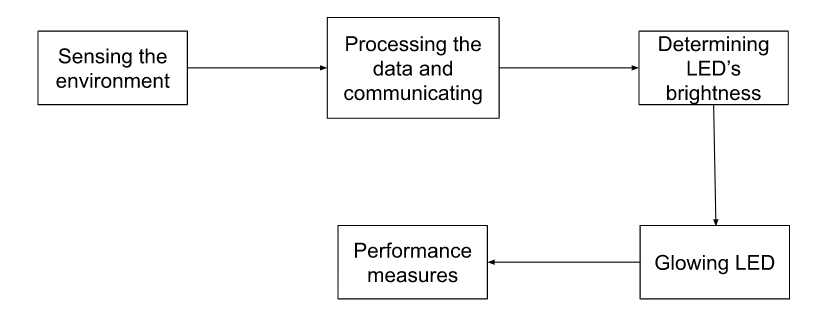 Sensing the
environment
Processing the
data and
communicating
Determining
LED's
brightness
Performance
measures
Glowing LED